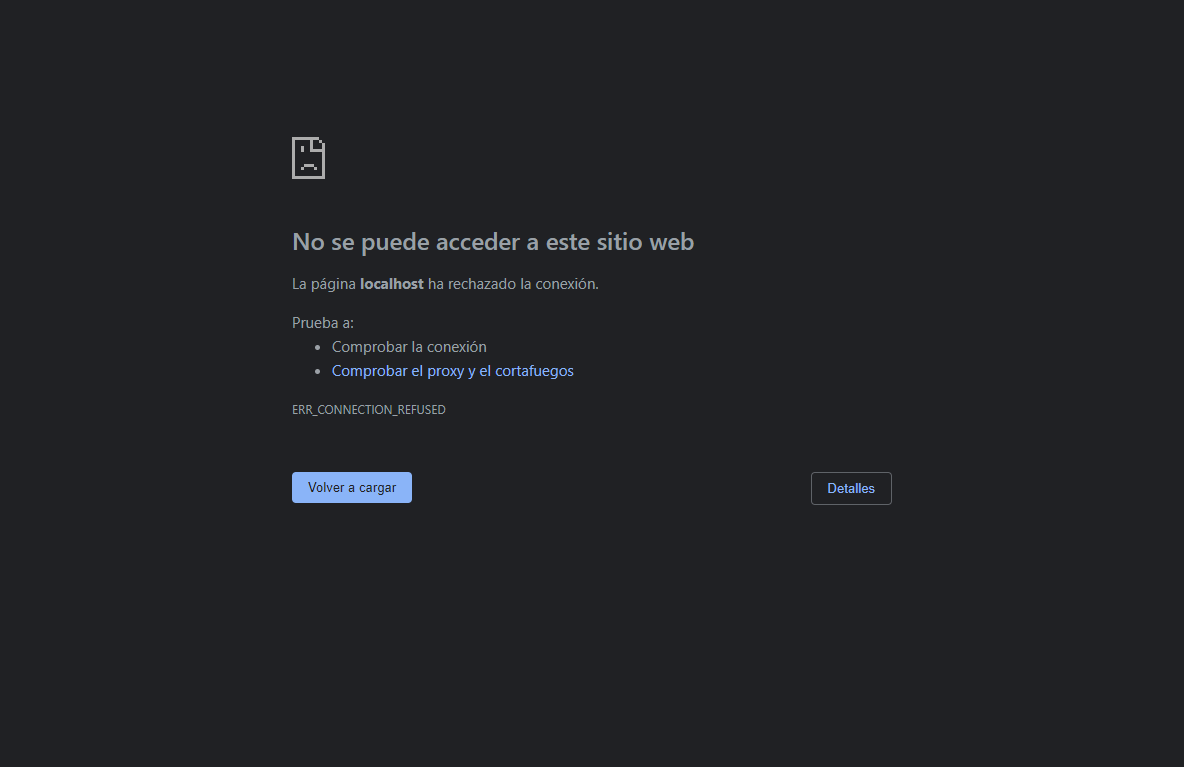 No se puede acceder a este sitio web
La página localhost ha rechazado la conexión.
Prueba a:
Comprobar la conexión
Comprobar el proxy y el cortafuegos
ERR_CONNECTION_REFUSED
Volver a cargar
Detalles